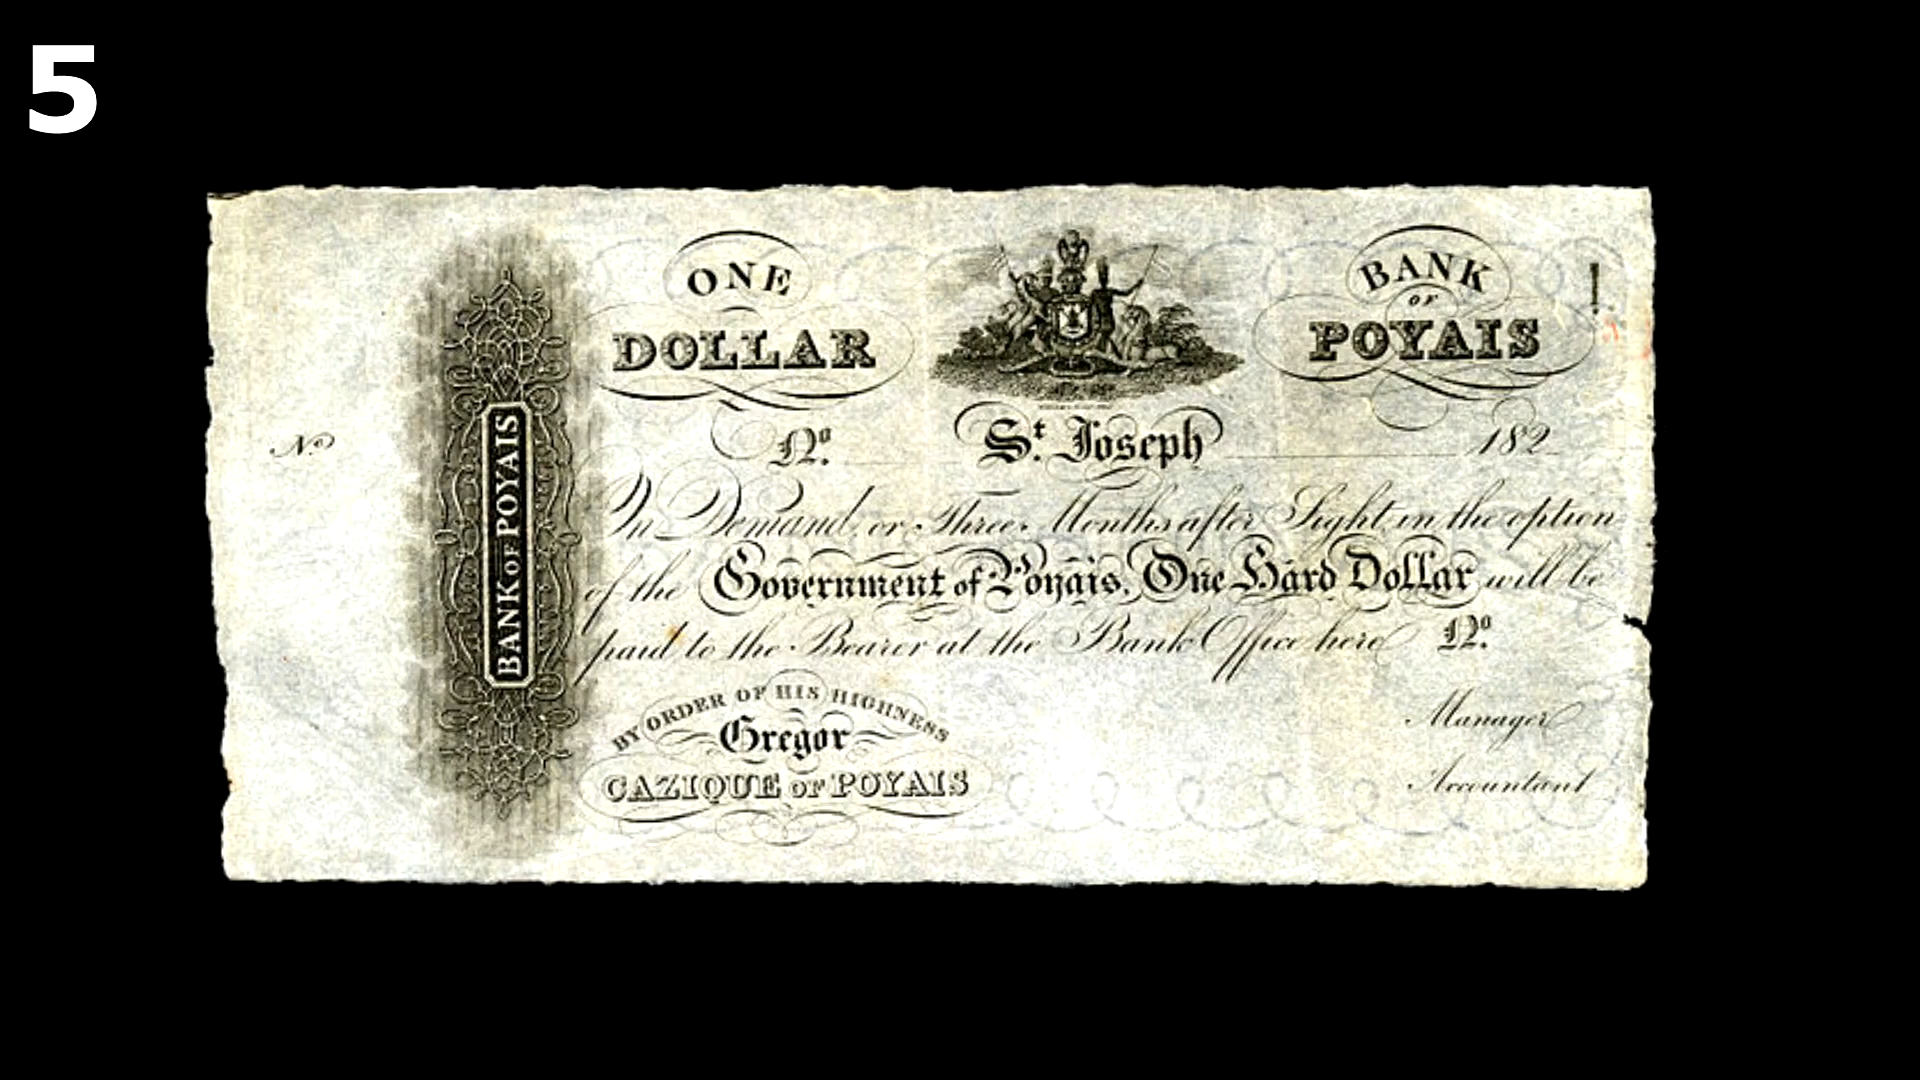 5
ONE
DOLLAR
BANK
OF
POYAIS
BANK OF POYAIS
No
No. St. Joseph 182
On Demand, or Three Months after Sight in the option
of the Government of Poyais, One Hard Dollar will be
paid to the Bearer at the Bank Office here No.
BY ORDER OF HIS HIGHNESS
Gregor
CAZIQUE OF POYAIS
Manager
Accountant